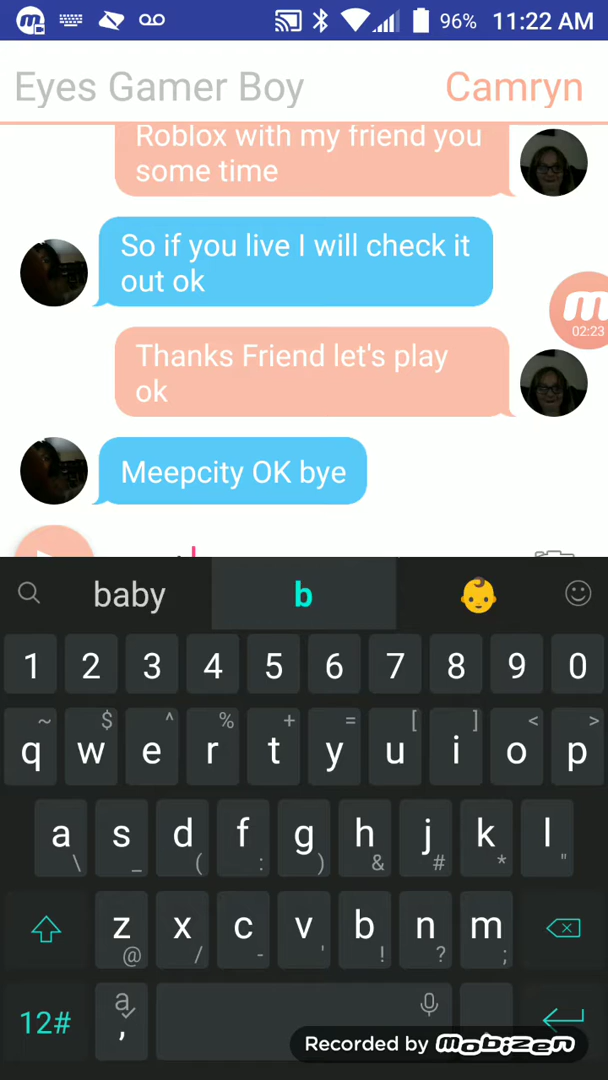 96% 11:22 AM
Eyes Gamer Boy Camryn
Roblox with my friend you
some time
So if you live I will check it
out ok
02:23
Thanks Friend let's play
ok
Meepcity OK bye
baby b
1 2 3 4 5 6 7 8 9 0
~ $ ^ % + = [ ] < >
q w e r t y u i o p
a s d f g h j k l
\ _ ( : ) & # * "
z x c v b n m
@ / - ' ! ? ;
12# a , .
Recorded by mobizen